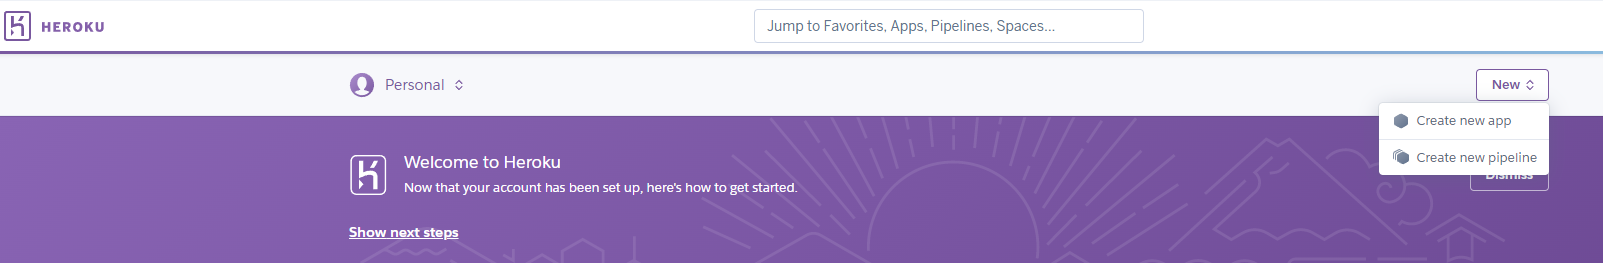 HEROKU
Jump to Favorites, Apps, Pipelines, Spaces...
Personal
New
Create new app
Create new pipeline
Dismiss
Welcome to Heroku
Now that your account has been set up, here's how to get started.
Show next steps